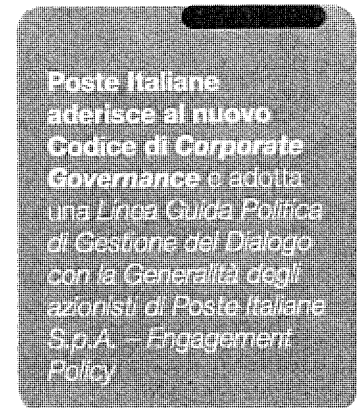 Poste Italiane
aderisce al nuovo
Codice di Corporate
Governance e adotta
una Linea Guida Politica
di Gestione del Dialogo
con la Generalità degli
azionisti di Poste Italiane
S.p.A. – Engagement
Policy